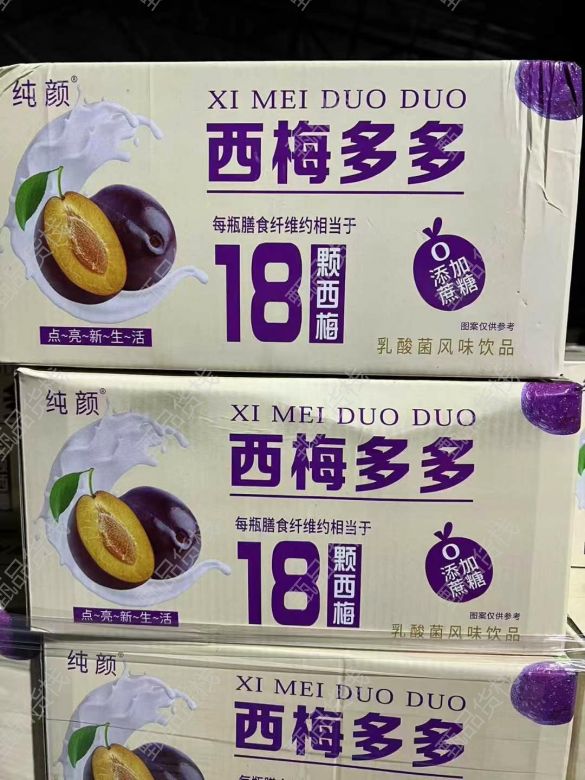 纯颜®
XI MEI DUO DUO
西梅多多
每瓶膳食纤维约相当于
18颗西梅
0添加蔗糖
点~亮~新~生~活
图案仅供参考
乳酸菌风味饮品
纯颜®
XI MEI DUO DUO
西梅多多
每瓶膳食纤维约相当于
18颗西梅
0添加蔗糖
点~亮~新~生~活
图案仅供参考
乳酸菌风味饮品
纯颜®
XI MEI DUO DUO
西梅多多